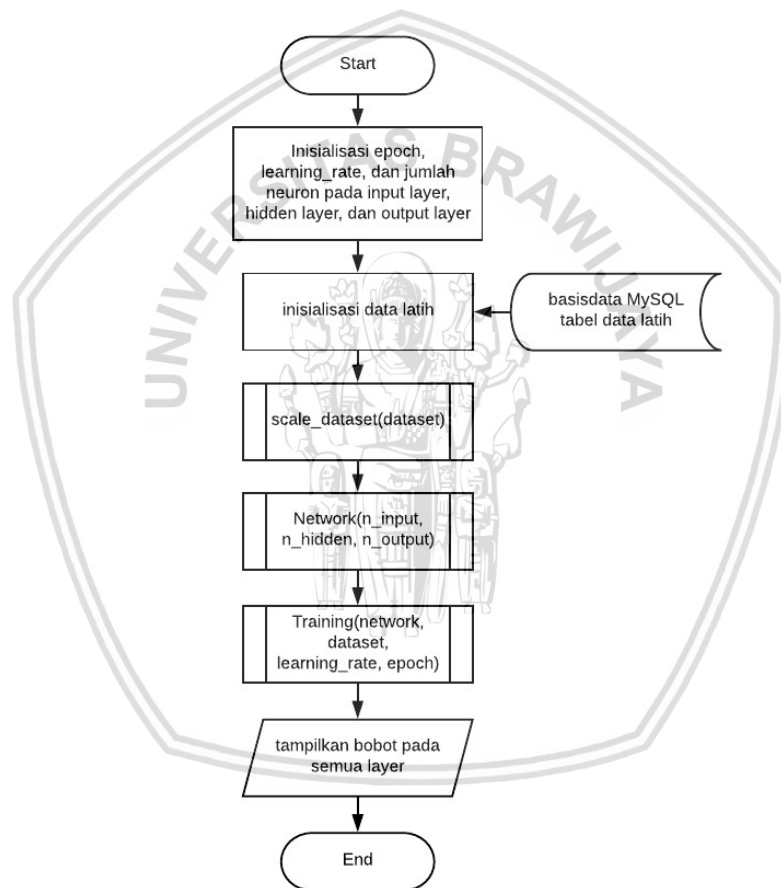 Start
Inisialisasi epoch,
learning_rate, dan jumlah
neuron pada input layer,
hidden layer, dan output layer
inisialisasi data latih
basisdata MySQL
tabel data latih
scale_dataset(dataset)
Network(n_input,
n_hidden, n_output)
Training(network,
dataset,
learning_rate, epoch)
tampilkan bobot pada
semua layer
End
UNIVERSITAS BRAWIJAYA